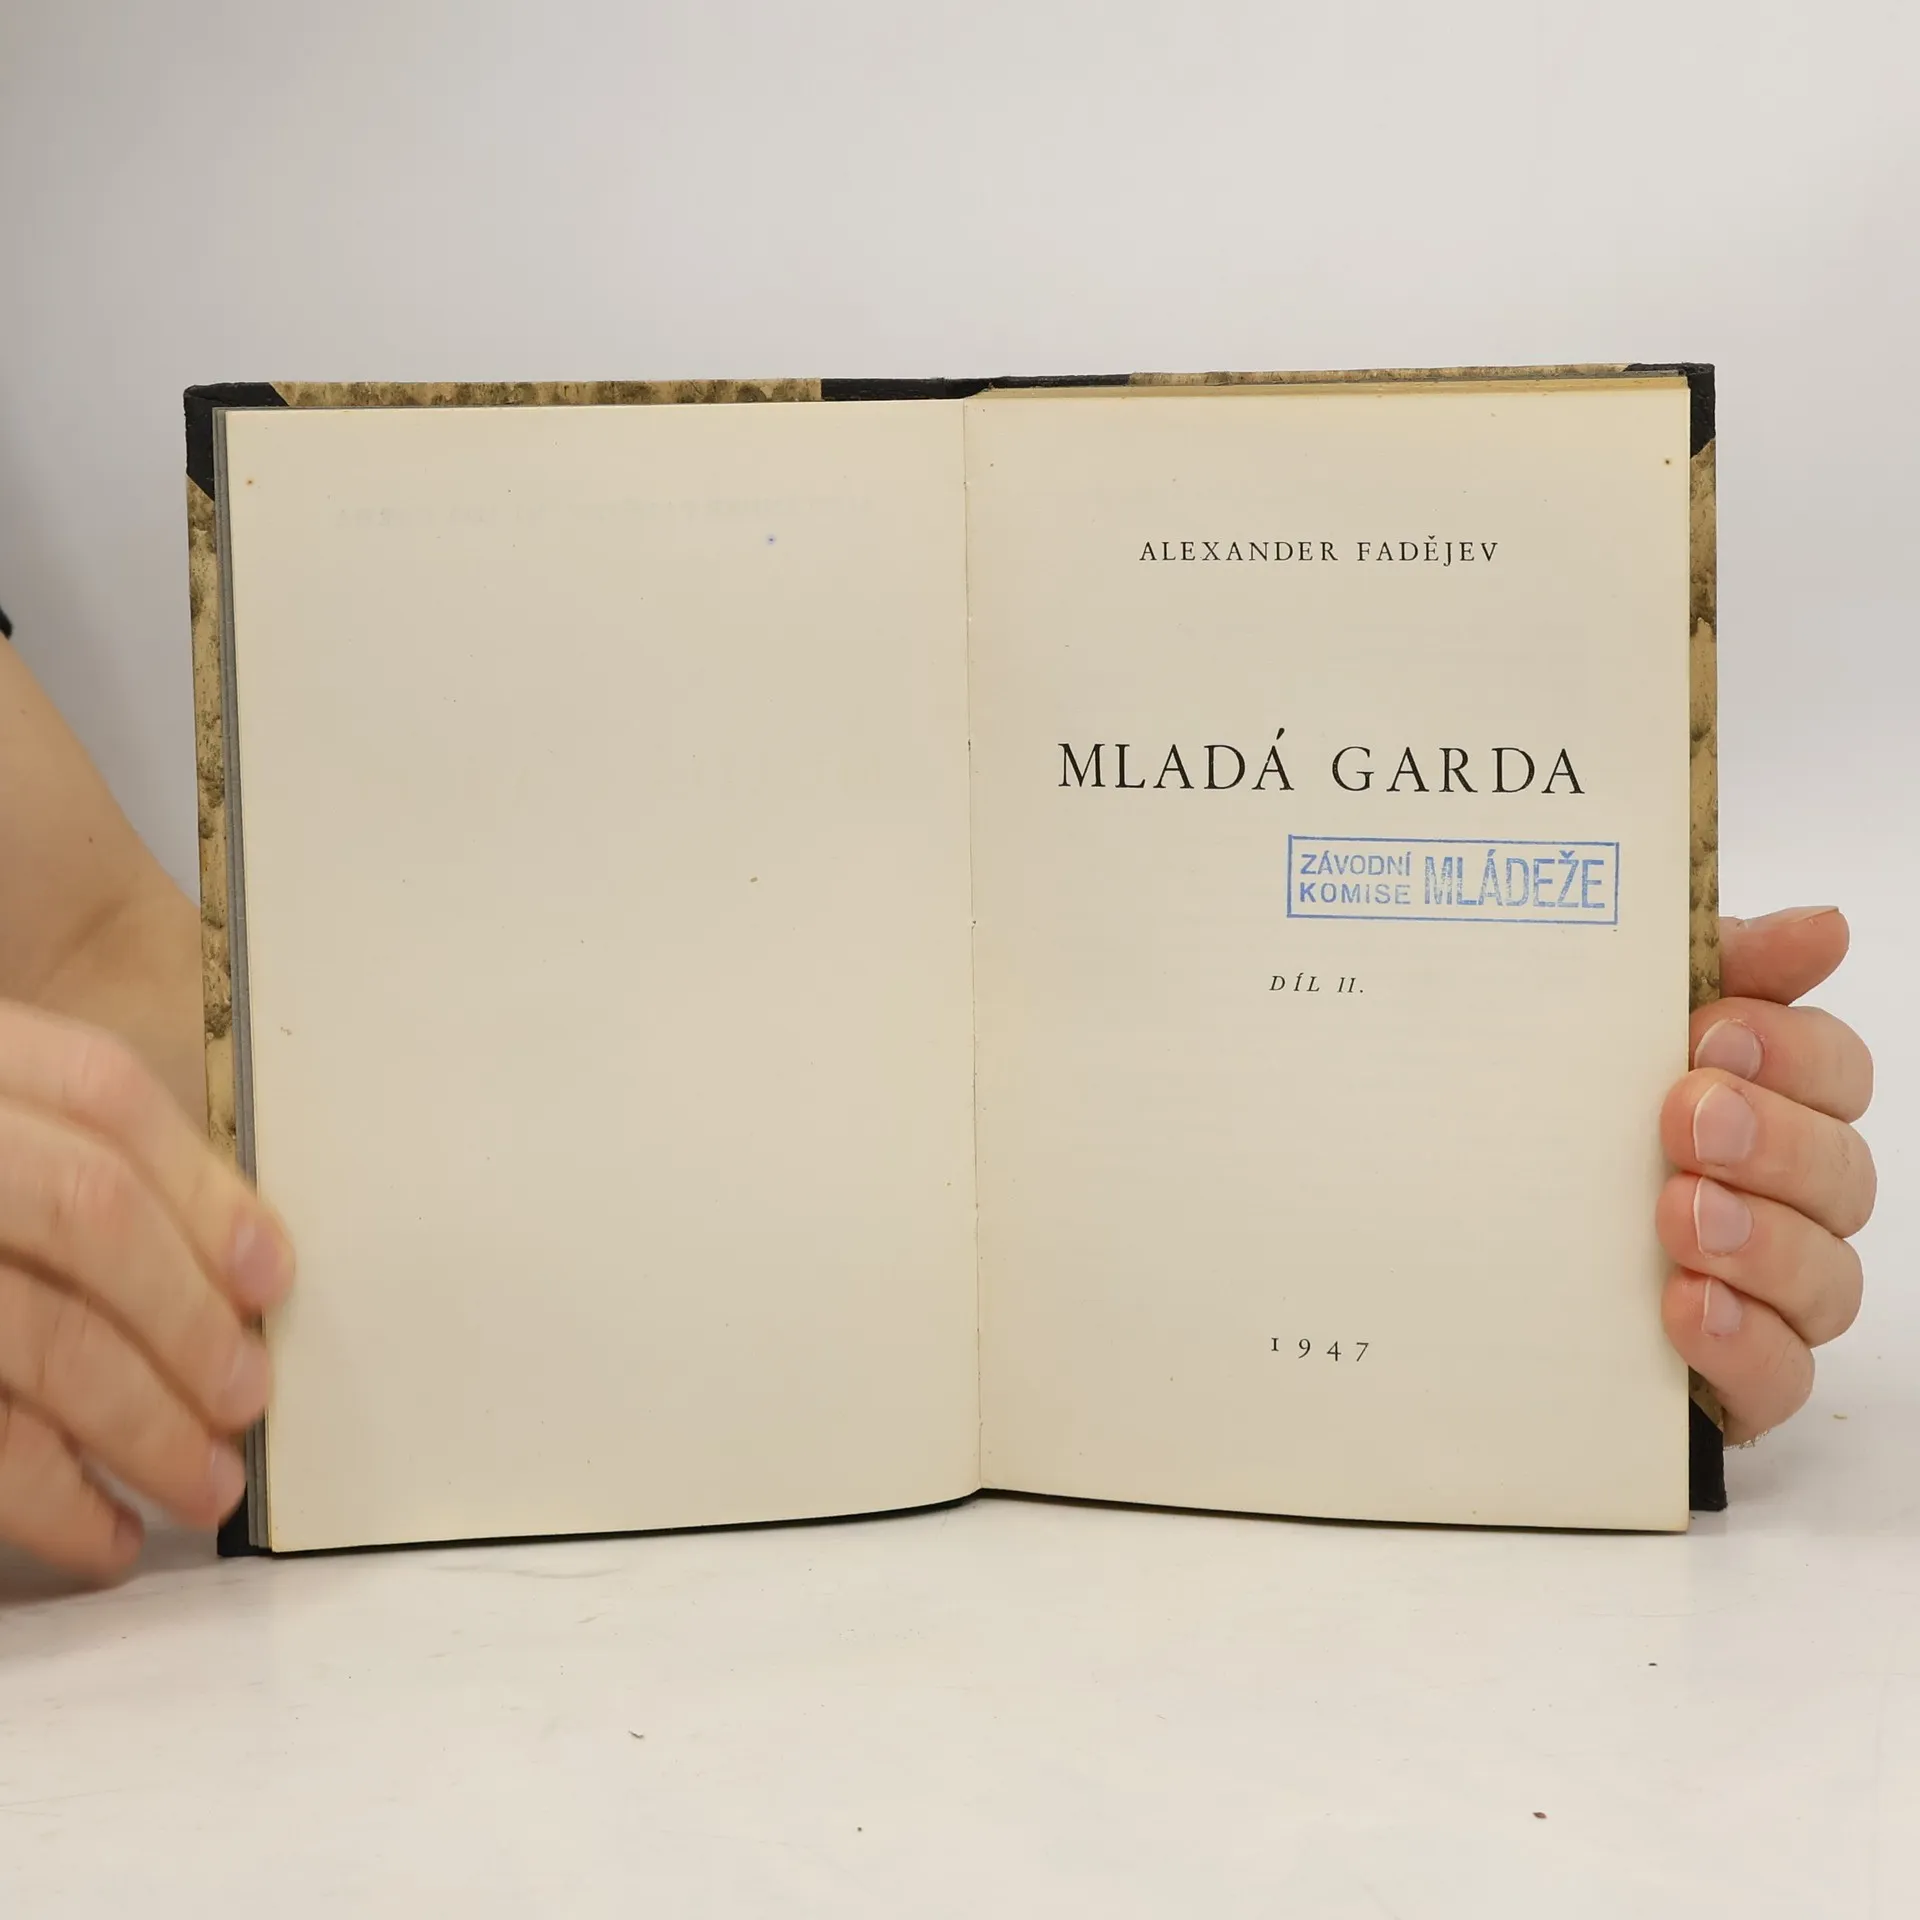 ALEXANDER FADĚJEV
MLADÁ GARDA
ZÁVODNÍ
KOMISE MLÁDEŽE
DÍL II.
1947